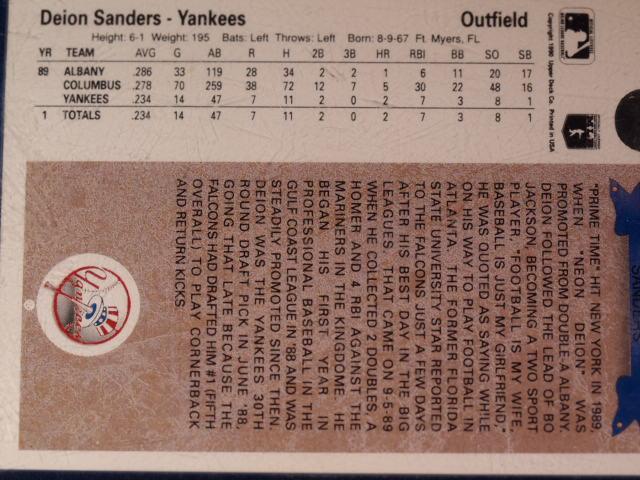 Deion Sanders - Yankees Outfield
Height: 6-1 Weight: 195 Bats: Left Throws: Left Born: 8-9-67 Ft. Myers, FL
YR TEAM AVG G AB R H 2B 3B HR RBI BB SO SB
89 ALBANY .286 33 119 28 34 2 2 1 6 11 20 17
COLUMBUS .278 70 259 38 72 12 7 5 30 22 48 16
YANKEES .234 14 47 7 11 2 0 2 7 3 8 1
1 TOTALS .234 14 47 7 11 2 0 2 7 3 8 1
Copyright 1990 Upper Deck Co. Printed in USA
"PRIME TIME" HIT NEW YORK IN 1989,
WHEN "NEON DEION" WAS
PROMOTED FROM DOUBLE-A ALBANY.
DEION FOLLOWED THE LEAD OF BO
JACKSON, BECOMING A TWO SPORT
PLAYER. "FOOTBALL IS MY WIFE,
BASEBALL IS JUST MY GIRLFRIEND,"
HE WAS QUOTED AS SAYING WHILE
ON HIS WAY TO PLAY FOOTBALL IN
ATLANTA. THE FORMER FLORIDA
STATE UNIVERSITY STAR REPORTED
TO THE FALCONS JUST A FEW DAYS
AFTER HIS BEST DAY IN THE BIG
LEAGUES. THAT CAME ON 9-5-89
WHEN HE COLLECTED 2 DOUBLES, A
HOMER AND 4 RBI AGAINST THE
MARINERS IN THE KINGDOME. HE
BEGAN HIS FIRST YEAR IN
PROFESSIONAL BASEBALL IN THE
GULF COAST LEAGUE IN '88 AND WAS
STEADILY PROMOTED SINCE THEN.
DEION WAS THE YANKEES 30TH
ROUND DRAFT PICK IN JUNE '88,
GOING THAT LATE BECAUSE THE
FALCONS HAD DRAFTED HIM #1 (FIFTH
OVERALL) TO PLAY CORNERBACK
AND RETURN KICKS
Yankees